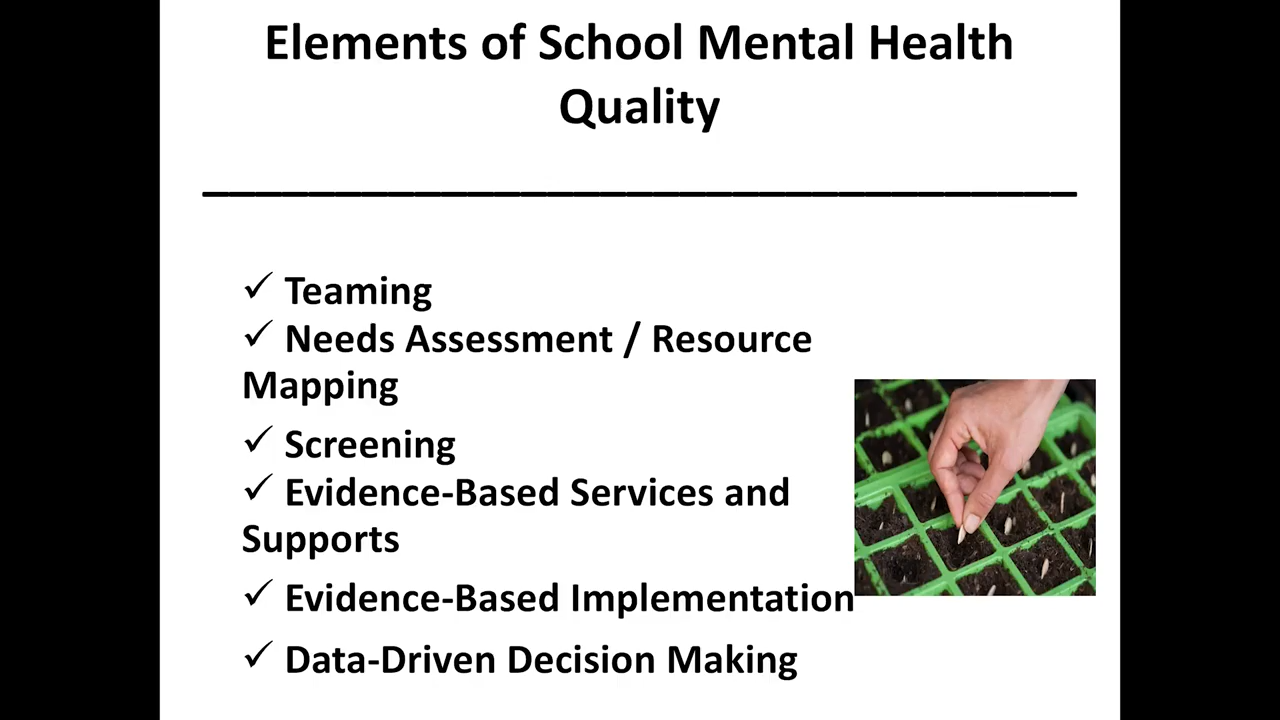 Elements of School Mental Health
Quality
✓ Teaming
✓ Needs Assessment / Resource
Mapping
✓ Screening
✓ Evidence-Based Services and
Supports
✓ Evidence-Based Implementation
✓ Data-Driven Decision Making